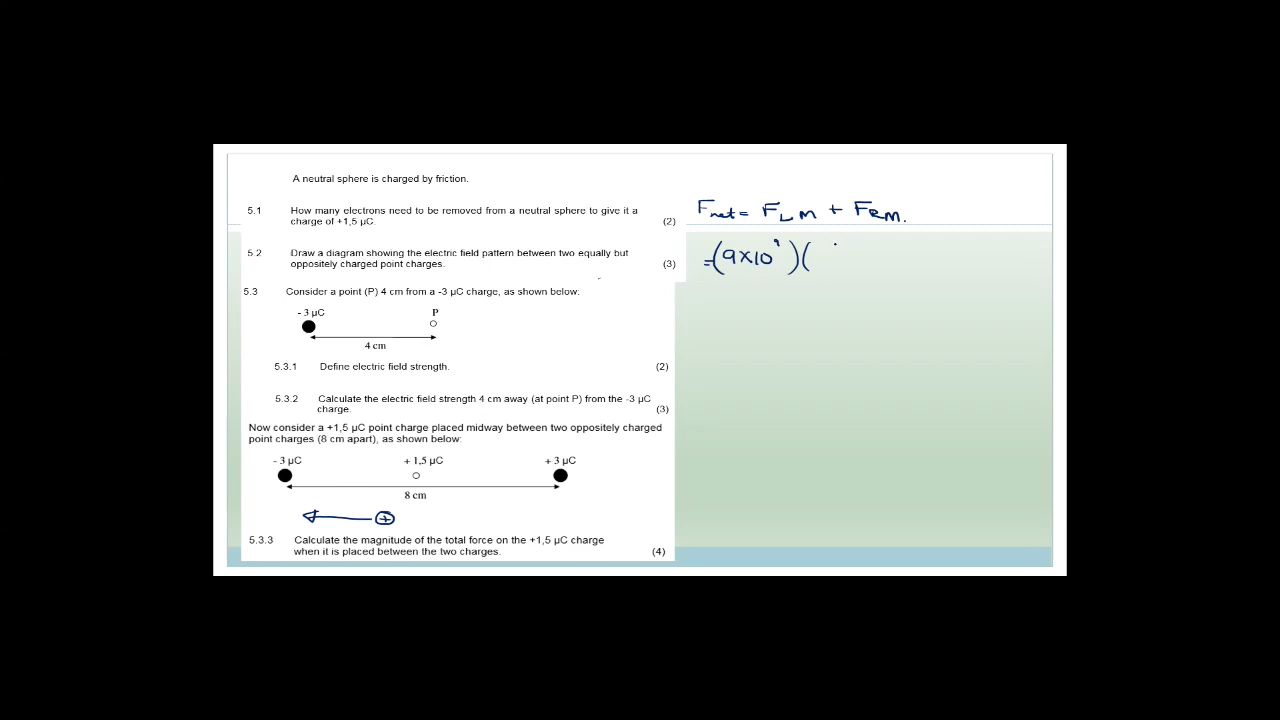 A neutral sphere is charged by friction.
5.1 How many electrons need to be removed from a neutral sphere to give it a
charge of +1,5 µC. (2)
5.2 Draw a diagram showing the electric field pattern between two equally but
oppositely charged point charges. (3)
5.3 Consider a point (P) 4 cm from a -3 µC charge, as shown below:
- 3 µC P
4 cm
5.3.1 Define electric field strength. (2)
5.3.2 Calculate the electric field strength 4 cm away (at point P) from the -3 µC
charge. (3)
Now consider a +1,5 µC point charge placed midway between two oppositely charged
point charges (8 cm apart), as shown below:
- 3 µC + 1,5 µC + 3 µC
8 cm
+
5.3.3 Calculate the magnitude of the total force on the +1,5 µC charge
when it is placed between the two charges. (4)
Fnet = FLM + FRM.
= (9×10⁹)(